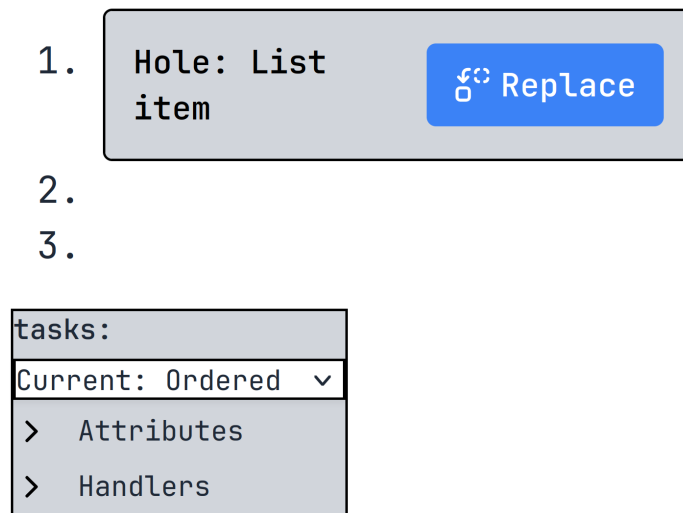 1.
Hole: List
item
Replace
2.
3.
tasks:
Current: Ordered
Attributes
Handlers